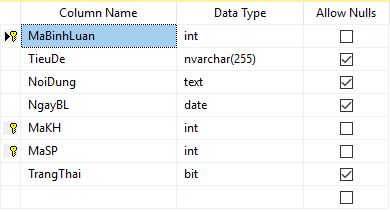 Column Name Data Type Allow Nulls
MaBinhLuan int
TieuDe nvarchar(255)
NoiDung text
NgayBL date
MaKH int
MaSP int
TrangThai bit